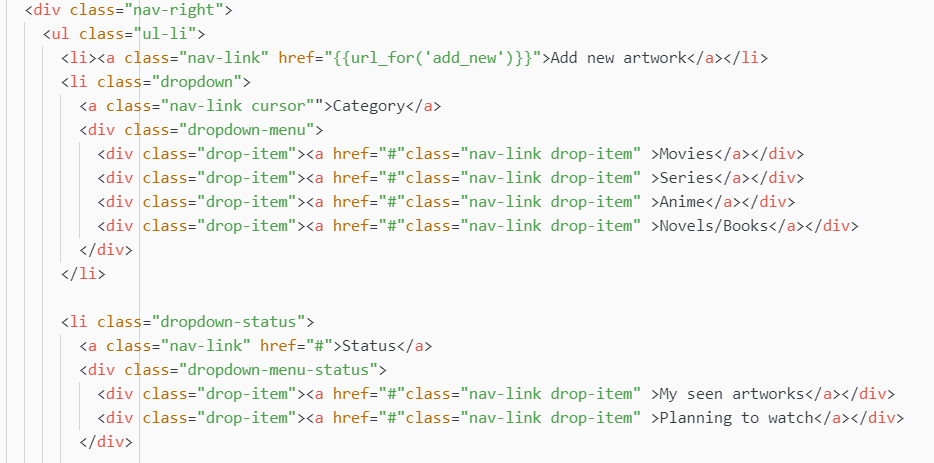 <div class="nav-right">
<ul class="ul-li">
<li><a class="nav-link" href="{{url_for('add_new')}}">Add new artwork</a></li>
<li class="dropdown">
<a class="nav-link cursor"">Category</a>
<div class="dropdown-menu">
<div class="drop-item"><a href="#"class="nav-link drop-item" >Movies</a></div>
<div class="drop-item"><a href="#"class="nav-link drop-item" >Series</a></div>
<div class="drop-item"><a href="#"class="nav-link drop-item" >Anime</a></div>
<div class="drop-item"><a href="#"class="nav-link drop-item" >Novels/Books</a></div>
</div>
</li>
<li class="dropdown-status">
<a class="nav-link" href="#">Status</a>
<div class="dropdown-menu-status">
<div class="drop-item"><a href="#"class="nav-link drop-item" >My seen artworks</a></div>
<div class="drop-item"><a href="#"class="nav-link drop-item" >Planning to watch</a></div>
</div>